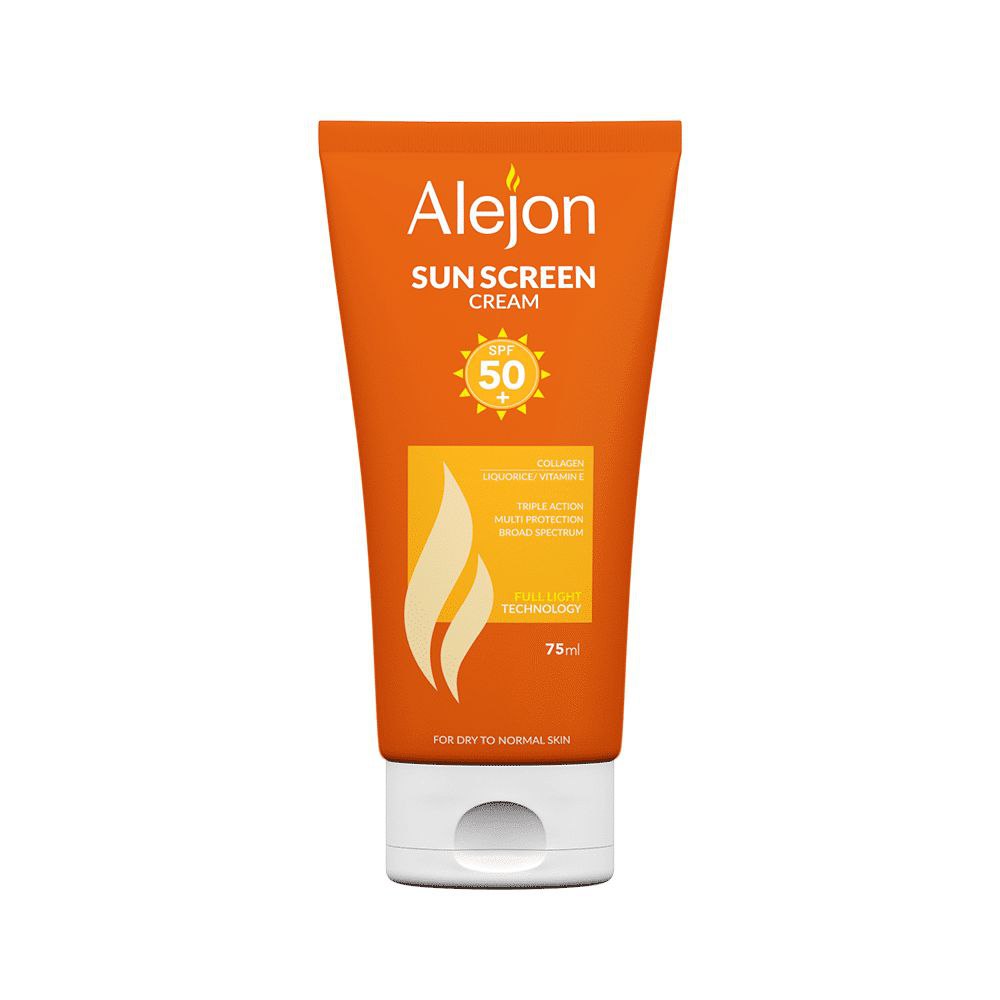 Alejon
SUN SCREEN
CREAM
SPF
50
+
COLLAGEN
LIQUORICE/ VITAMIN E
TRIPLE ACTION
MULTI PROTECTION
BROAD SPECTRUM
FULL LIGHT
TECHNOLOGY
75ml
FOR DRY TO NORMAL SKIN